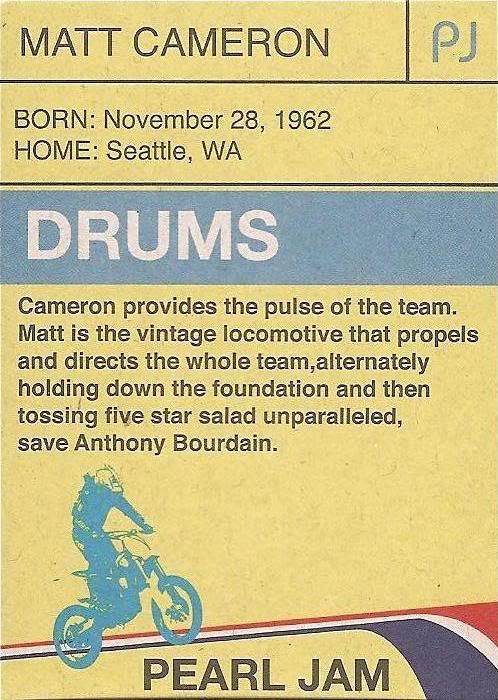 MATT CAMERON
PJ
BORN: November 28, 1962
HOME: Seattle, WA
DRUMS
Cameron provides the pulse of the team.
Matt is the vintage locomotive that propels
and directs the whole team,alternately
holding down the foundation and then
tossing five star salad unparalleled,
save Anthony Bourdain.
PEARL JAM